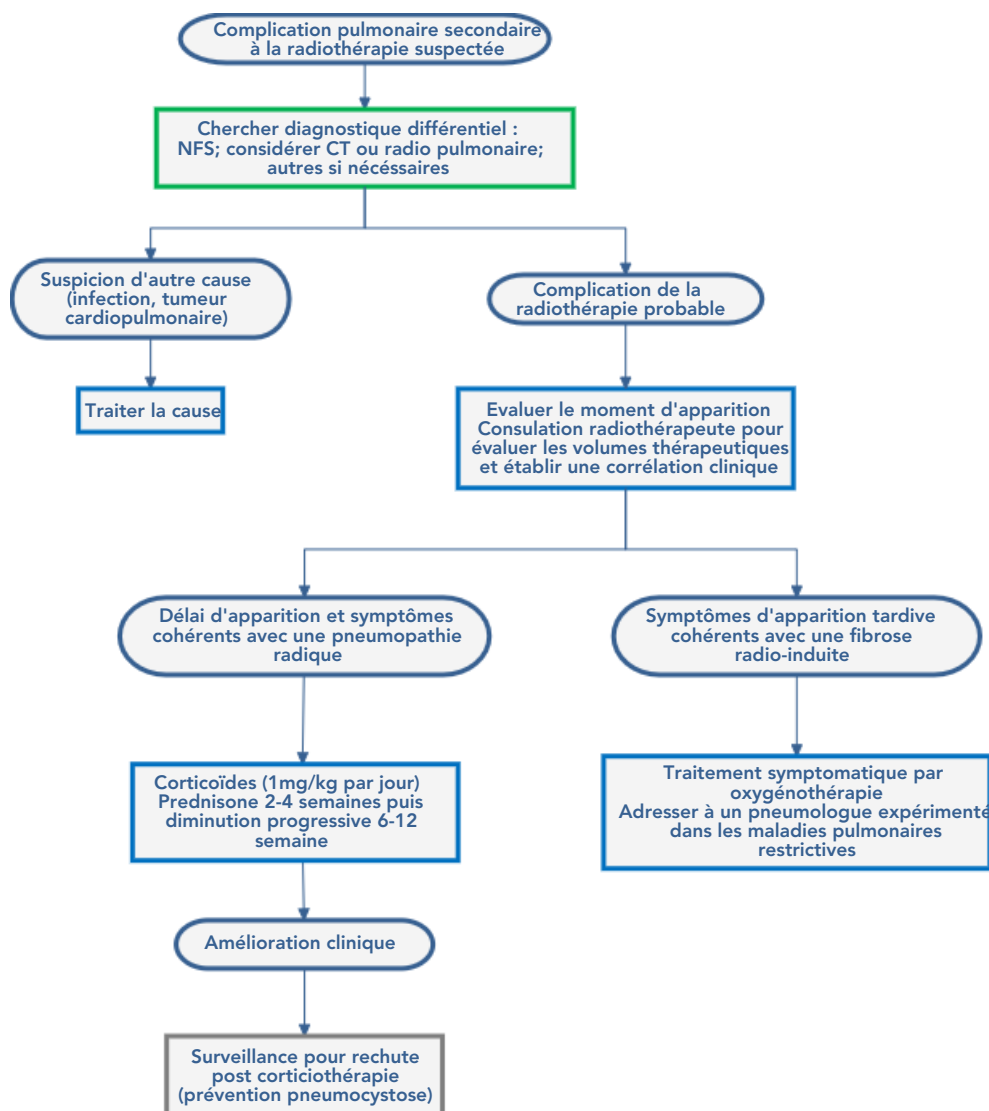 Complication pulmonaire secondaire
à la radiothérapie suspectée
Chercher diagnostique différentiel :
NFS; considérer CT ou radio pulmonaire;
autres si nécéssaires
Suspicion d'autre cause
(infection, tumeur
cardiopulmonaire)
Complication de la
radiothérapie probable
Traiter la cause
Evaluer le moment d'apparition
Consulation radiothérapeute pour
évaluer les volumes thérapeutiques
et établir une corrélation clinique
Délai d'apparition et symptômes
cohérents avec une pneumopathie
radique
Symptômes d'apparition tardive
cohérents avec une fibrose
radio-induite
Corticoïdes (1mg/kg par jour)
Prednisone 2-4 semaines puis
diminution progressive 6-12
semaine
Traitement symptomatique par
oxygénothérapie
Adresser à un pneumologue expérimenté
dans les maladies pulmonaires
restrictives
Amélioration clinique
Surveillance pour rechute
post corticiothérapie
(prévention pneumocystose)